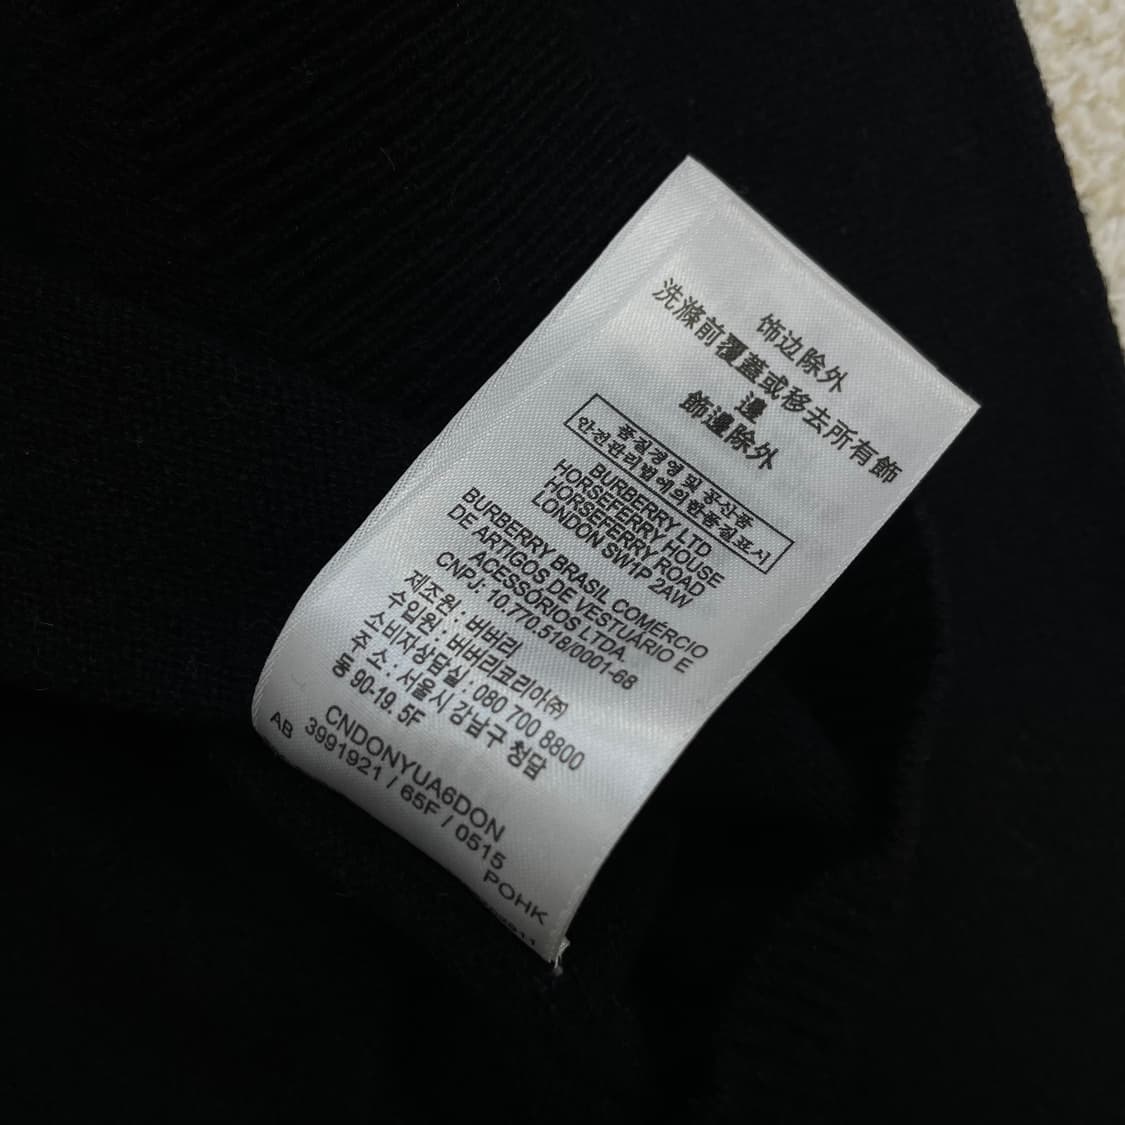 饰边除外
洗滌前覆蓋或移去所有飾
邊
飾邊除外
품질경영 및 공산품
안전관리법에의한품질표시
BURBERRY LTD
HORSEFERRY HOUSE
HORSEFERRY ROAD
LONDON SW1P 2AW
BURBERRY BRASIL COMÉRCIO
DE ARTIGOS DE VESTUÁRIO E
ACESSÓRIOS LTDA.
CNPJ: 10.770.518/0001-68
제조원 : 버버리
수입원 : 버버리코리아㈜
소비자상담실 : 080 700 8800
주 소 : 서울시 강남구 청담
동 90-19. 5F
CNDONYUA6DON
AB 3991921 / 65F / 0515
POHK